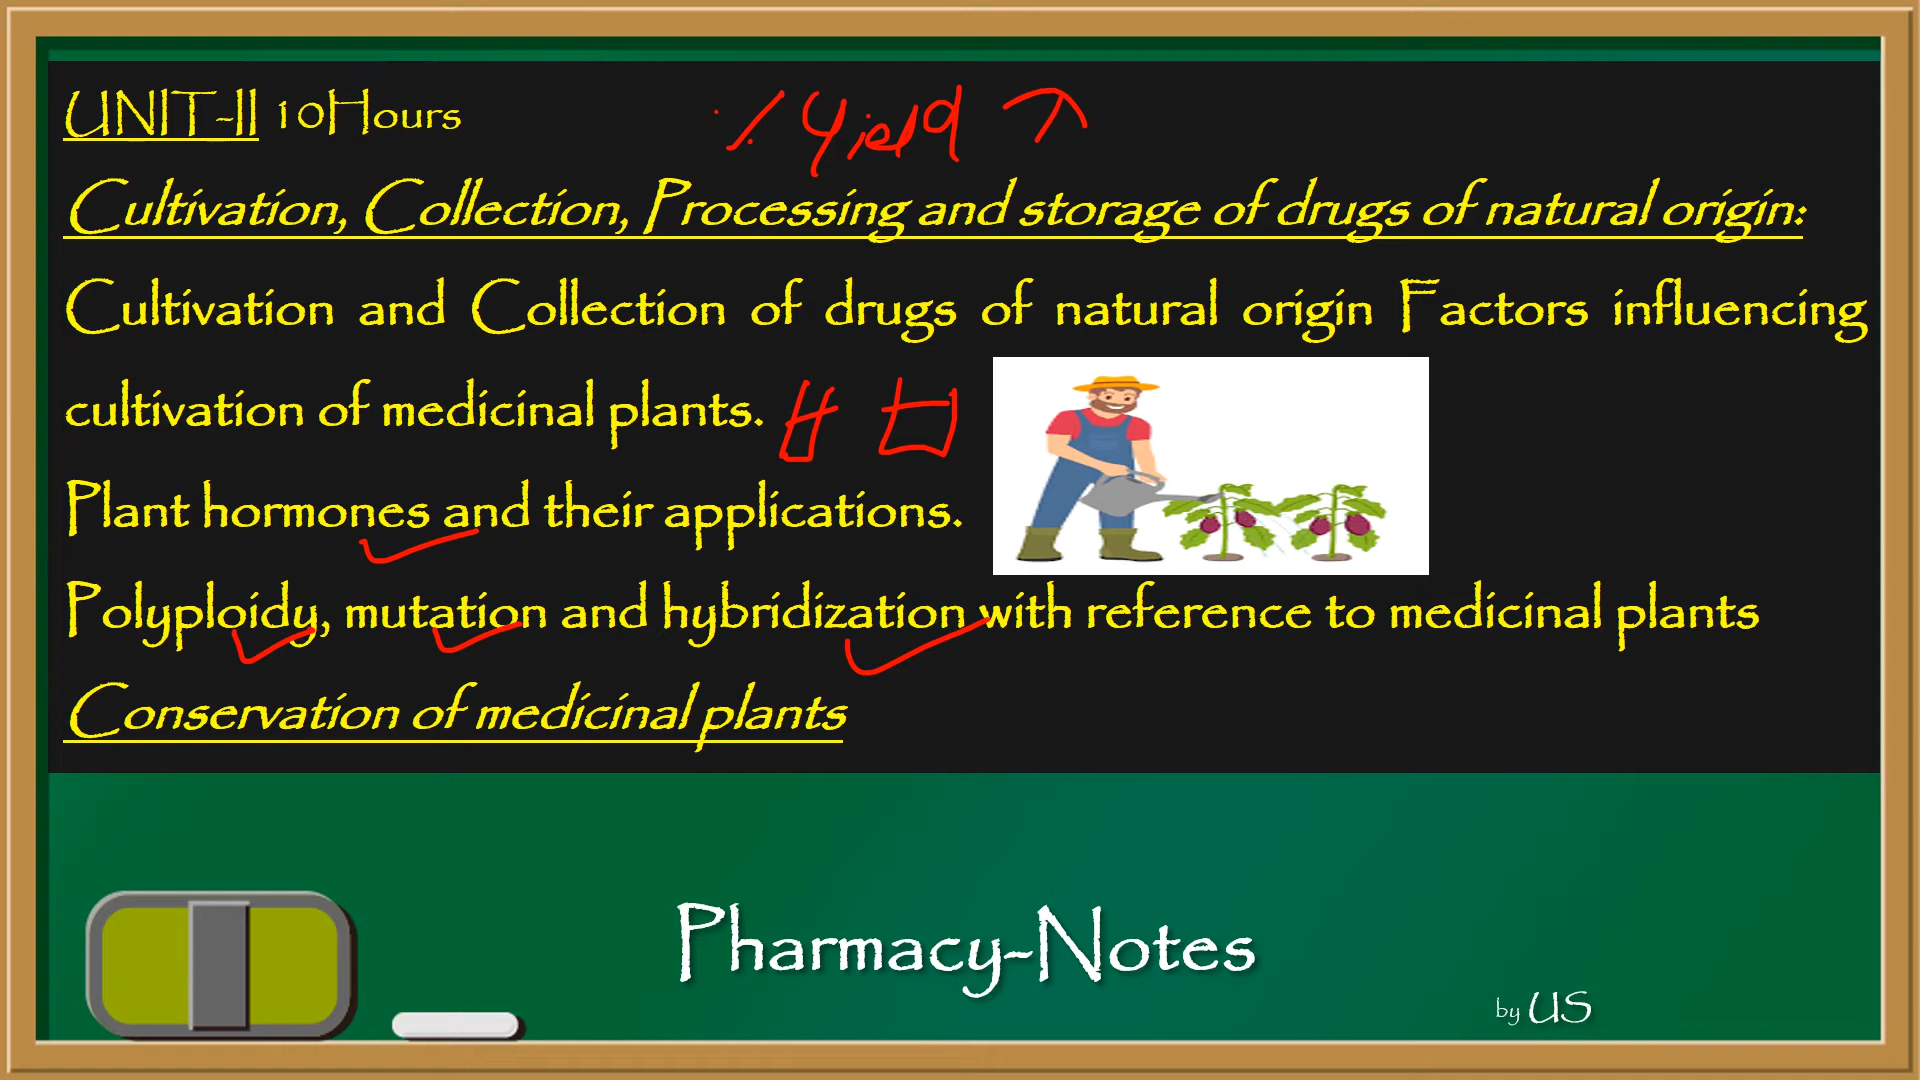 UNIT-II 10Hours
% Yield ↑
Cultivation, Collection, Processing and storage of drugs of natural origin:
Cultivation and Collection of drugs of natural origin Factors influencing
cultivation of medicinal plants.
Plant hormones and their applications.
Polyploidy, mutation and hybridization with reference to medicinal plants
Conservation of medicinal plants
Pharmacy-Notes
by US